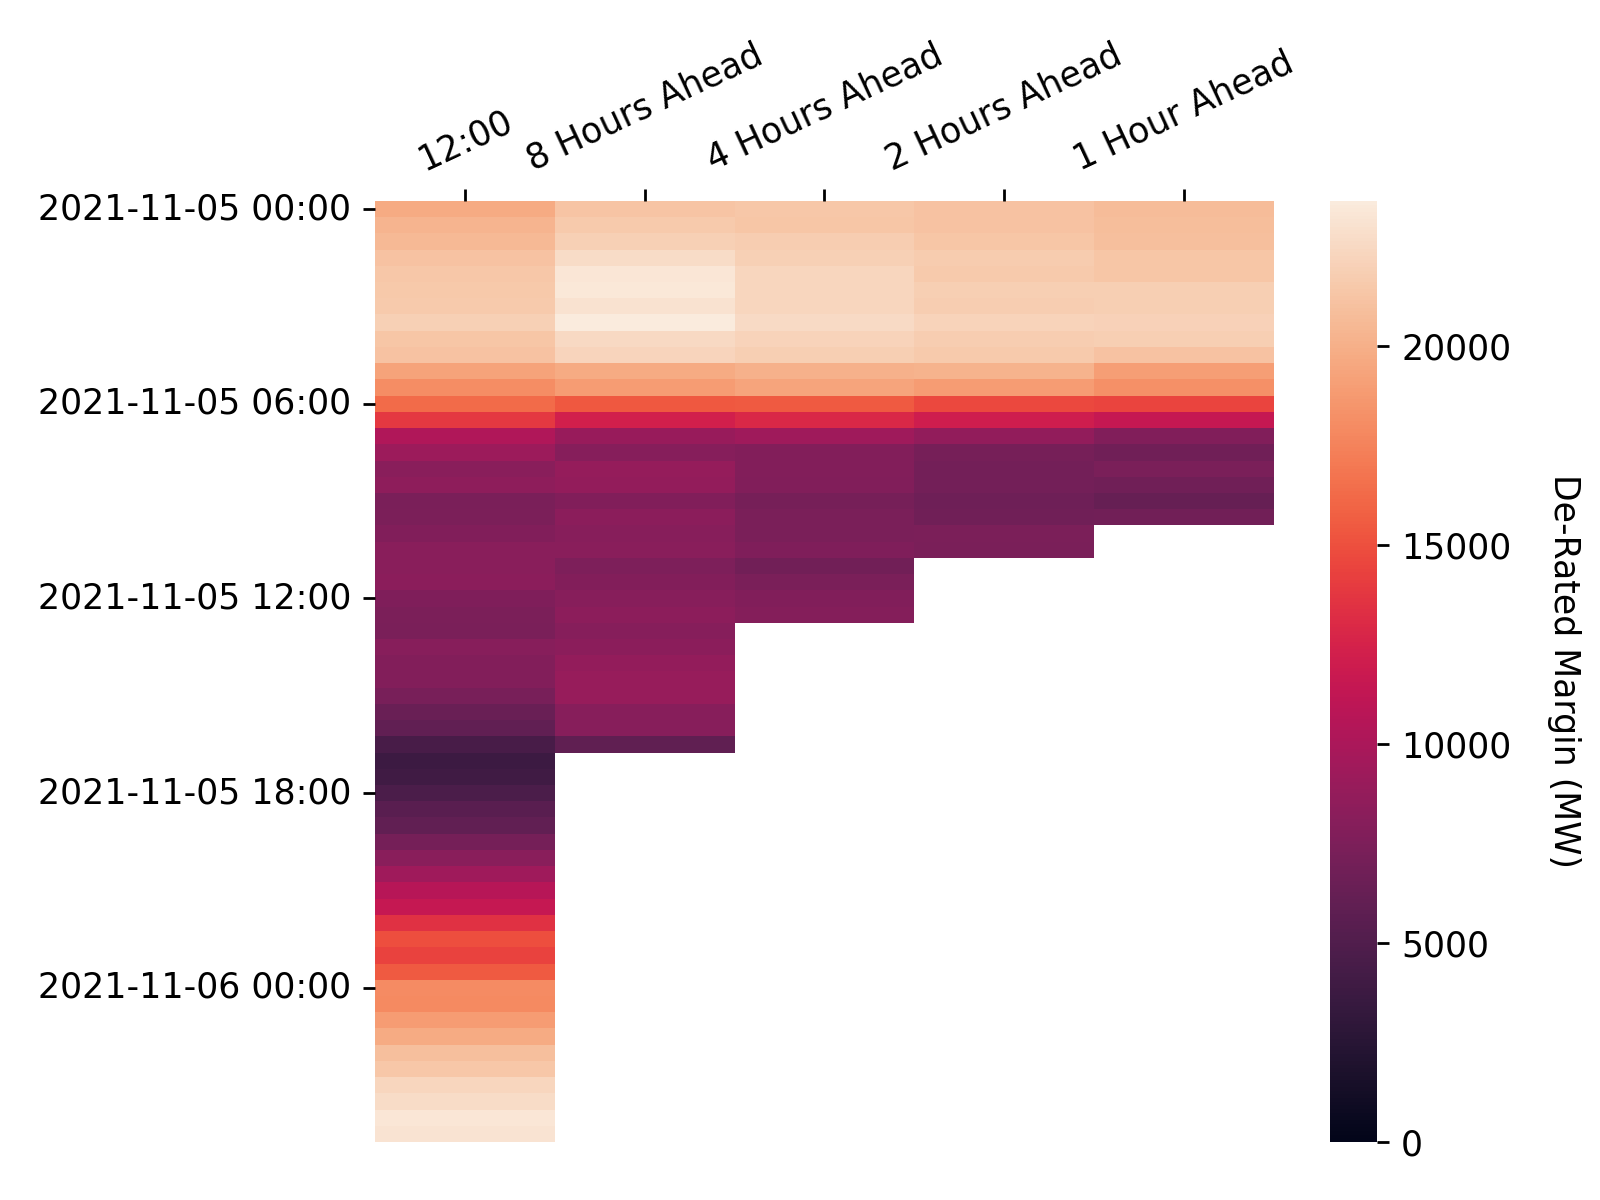 12:00
8 Hours Ahead
4 Hours Ahead
2 Hours Ahead
1 Hour Ahead
2021-11-05 00:00
2021-11-05 06:00
2021-11-05 12:00
2021-11-05 18:00
2021-11-06 00:00
20000
15000
10000
5000
0
De-Rated Margin (MW)